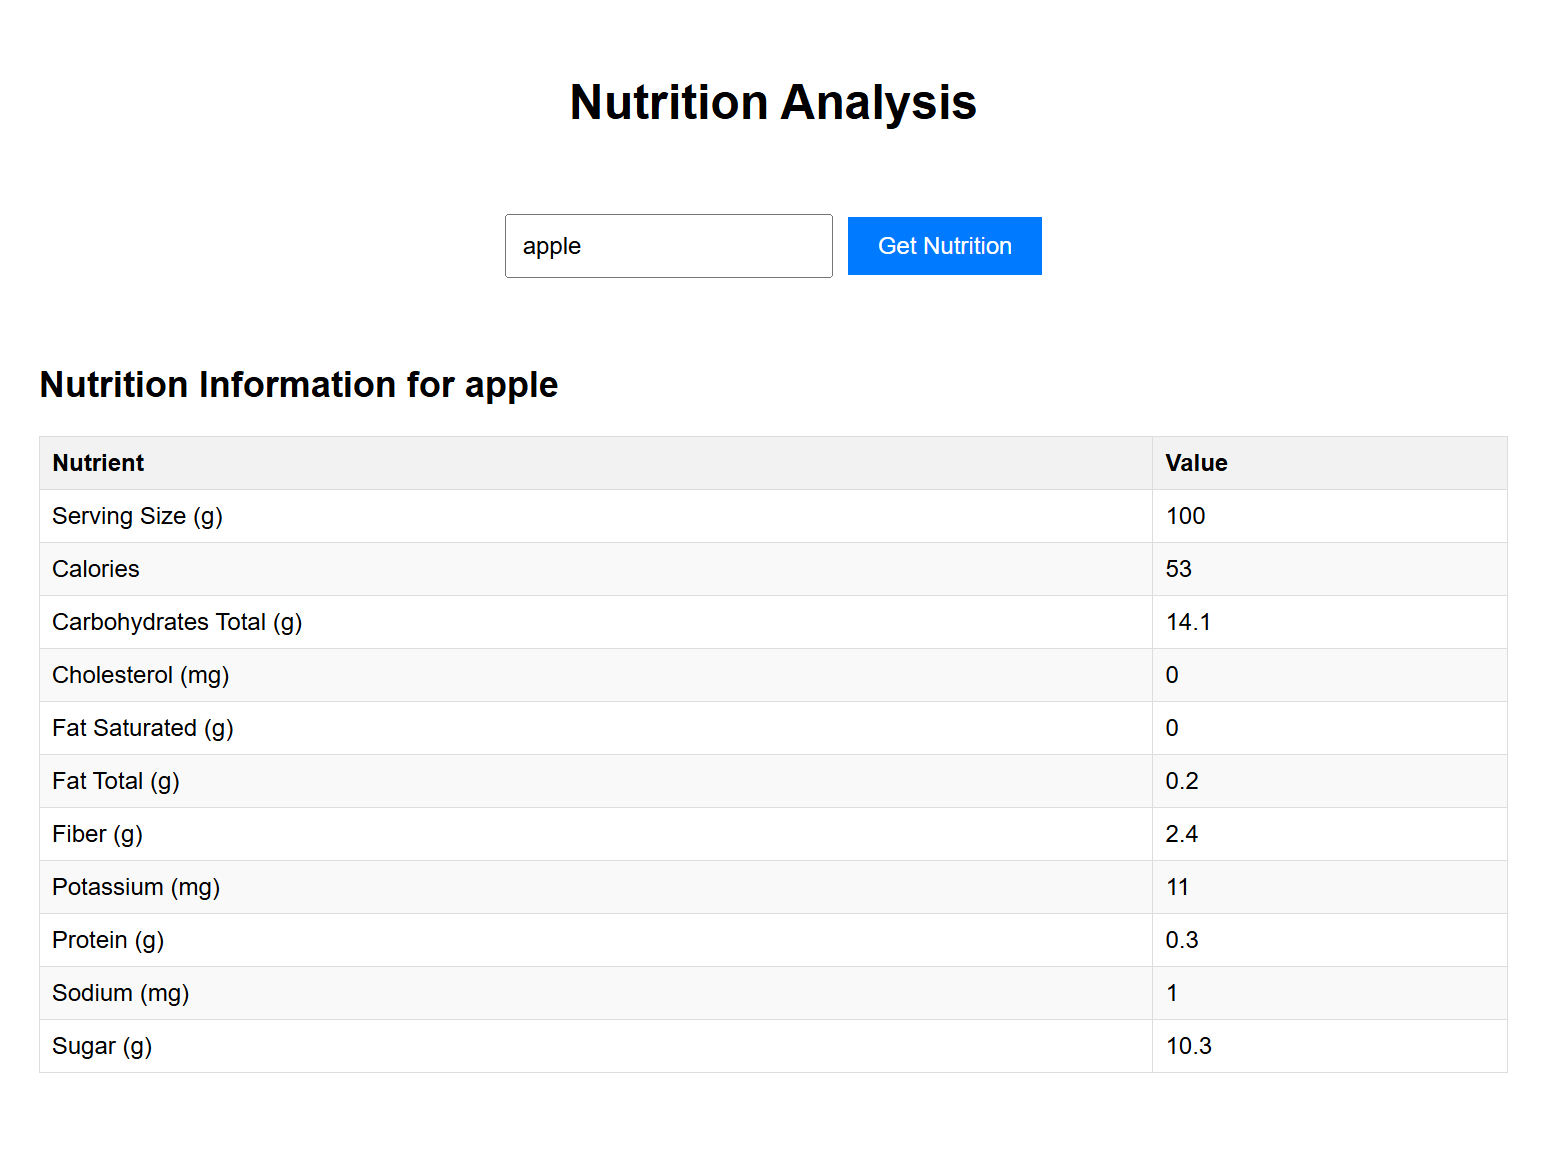 Nutrition Analysis
apple
Get Nutrition
Nutrition Information for apple
Nutrient Value
Serving Size (g) 100
Calories 53
Carbohydrates Total (g) 14.1
Cholesterol (mg) 0
Fat Saturated (g) 0
Fat Total (g) 0.2
Fiber (g) 2.4
Potassium (mg) 11
Protein (g) 0.3
Sodium (mg) 1
Sugar (g) 10.3